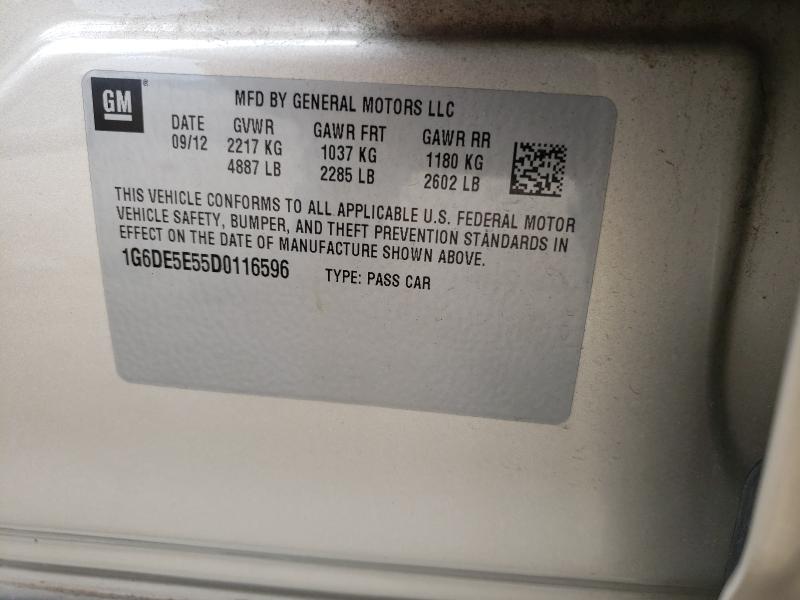 GM®
MFD BY GENERAL MOTORS LLC
DATE GVWR GAWR FRT GAWR RR
09/12 2217 KG 1037 KG 1180 KG
4887 LB 2285 LB 2602 LB
THIS VEHICLE CONFORMS TO ALL APPLICABLE U.S. FEDERAL MOTOR
VEHICLE SAFETY, BUMPER, AND THEFT PREVENTION STANDARDS IN
EFFECT ON THE DATE OF MANUFACTURE SHOWN ABOVE.
1G6DE5E55D0116596 TYPE: PASS CAR